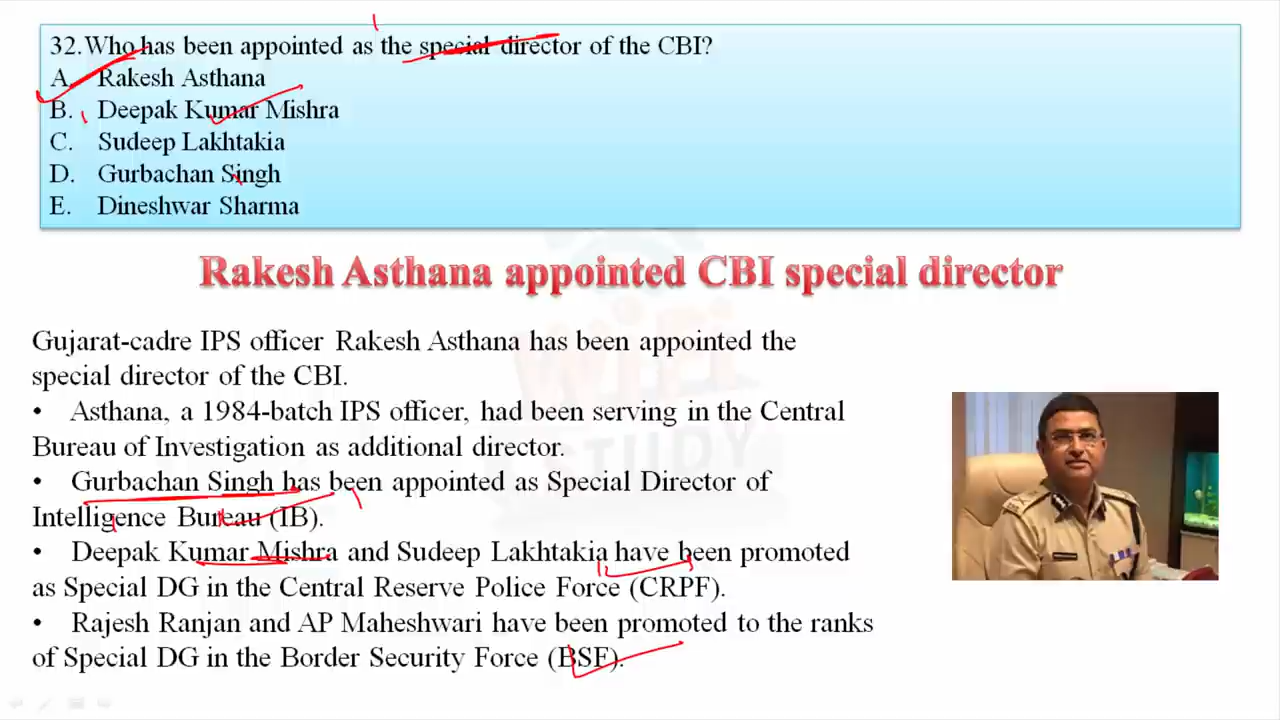 32.Who has been appointed as the special director of the CBI?
A. Rakesh Asthana
B. Deepak Kumar Mishra
C. Sudeep Lakhtakia
D. Gurbachan Singh
E. Dineshwar Sharma
Rakesh Asthana appointed CBI special director
WiFi
STUDY
Gujarat-cadre IPS officer Rakesh Asthana has been appointed the
special director of the CBI.
• Asthana, a 1984-batch IPS officer, had been serving in the Central
Bureau of Investigation as additional director.
• Gurbachan Singh has been appointed as Special Director of
Intelligence Bureau (IB).
• Deepak Kumar Mishra and Sudeep Lakhtakia have been promoted
as Special DG in the Central Reserve Police Force (CRPF).
• Rajesh Ranjan and AP Maheshwari have been promoted to the ranks
of Special DG in the Border Security Force (BSF).